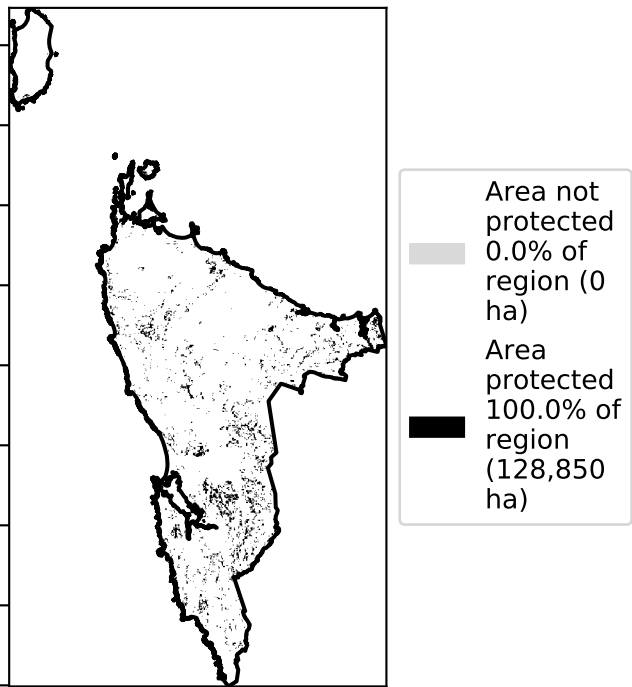 Area not
protected
0.0% of
region (0
ha)
Area
protected
100.0% of
region
(128,850
ha)